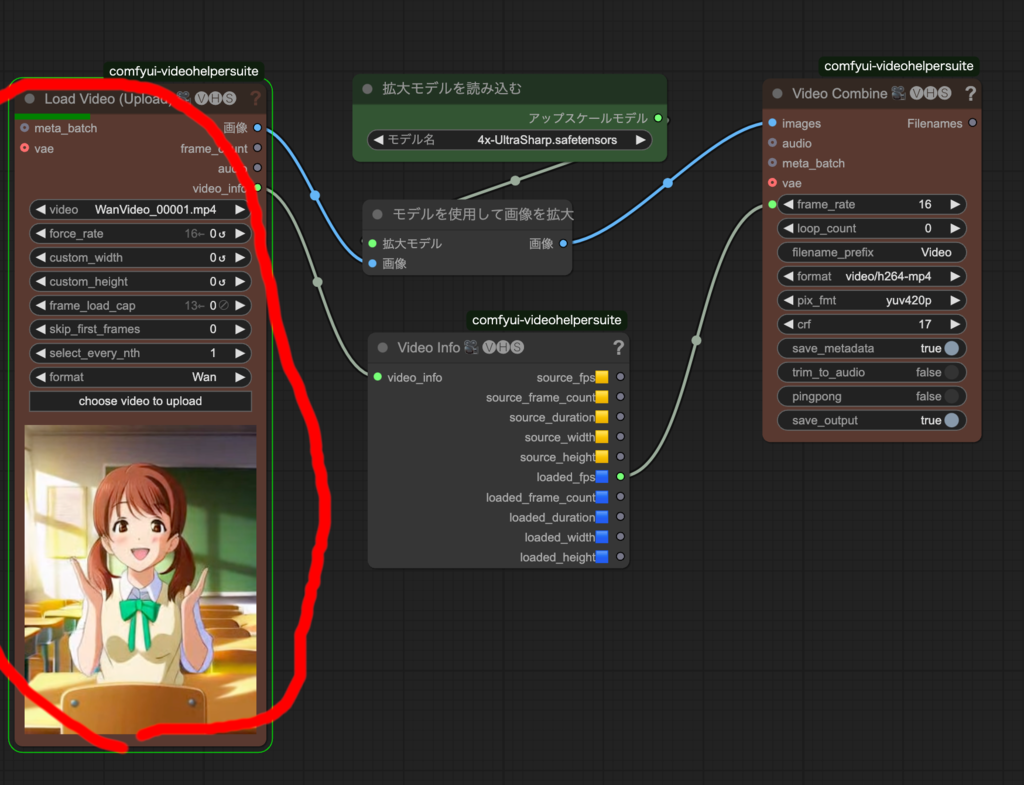 comfyui-videohelpersuite
Load Video (Upload) VHS ?
meta_batch 画像
vae frame_count
audio
video_info
video WanVideo_00001.mp4
force_rate 16← 0
custom_width 0
custom_height 0
frame_load_cap 13← 0
skip_first_frames 0
select_every_nth 1
format Wan
choose video to upload
拡大モデルを読み込む
アップスケールモデル
モデル名 4x-UltraSharp.safetensors
モデルを使用して画像を拡大
拡大モデル 画像
画像
comfyui-videohelpersuite
Video Info VHS ?
video_info source_fps
source_frame_count
source_duration
source_width
source_height
loaded_fps
loaded_frame_count
loaded_duration
loaded_width
loaded_height
comfyui-videohelpersuite
Video Combine VHS ?
images Filenames
audio
meta_batch
vae
frame_rate 16
loop_count 0
filename_prefix Video
format video/h264-mp4
pix_fmt yuv420p
crf 17
save_metadata true
trim_to_audio false
pingpong false
save_output true